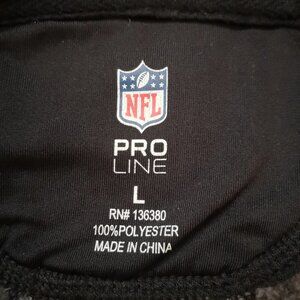 NFL
PRO
LINE
L
RN# 136380
100%POLYESTER
MADE IN CHINA